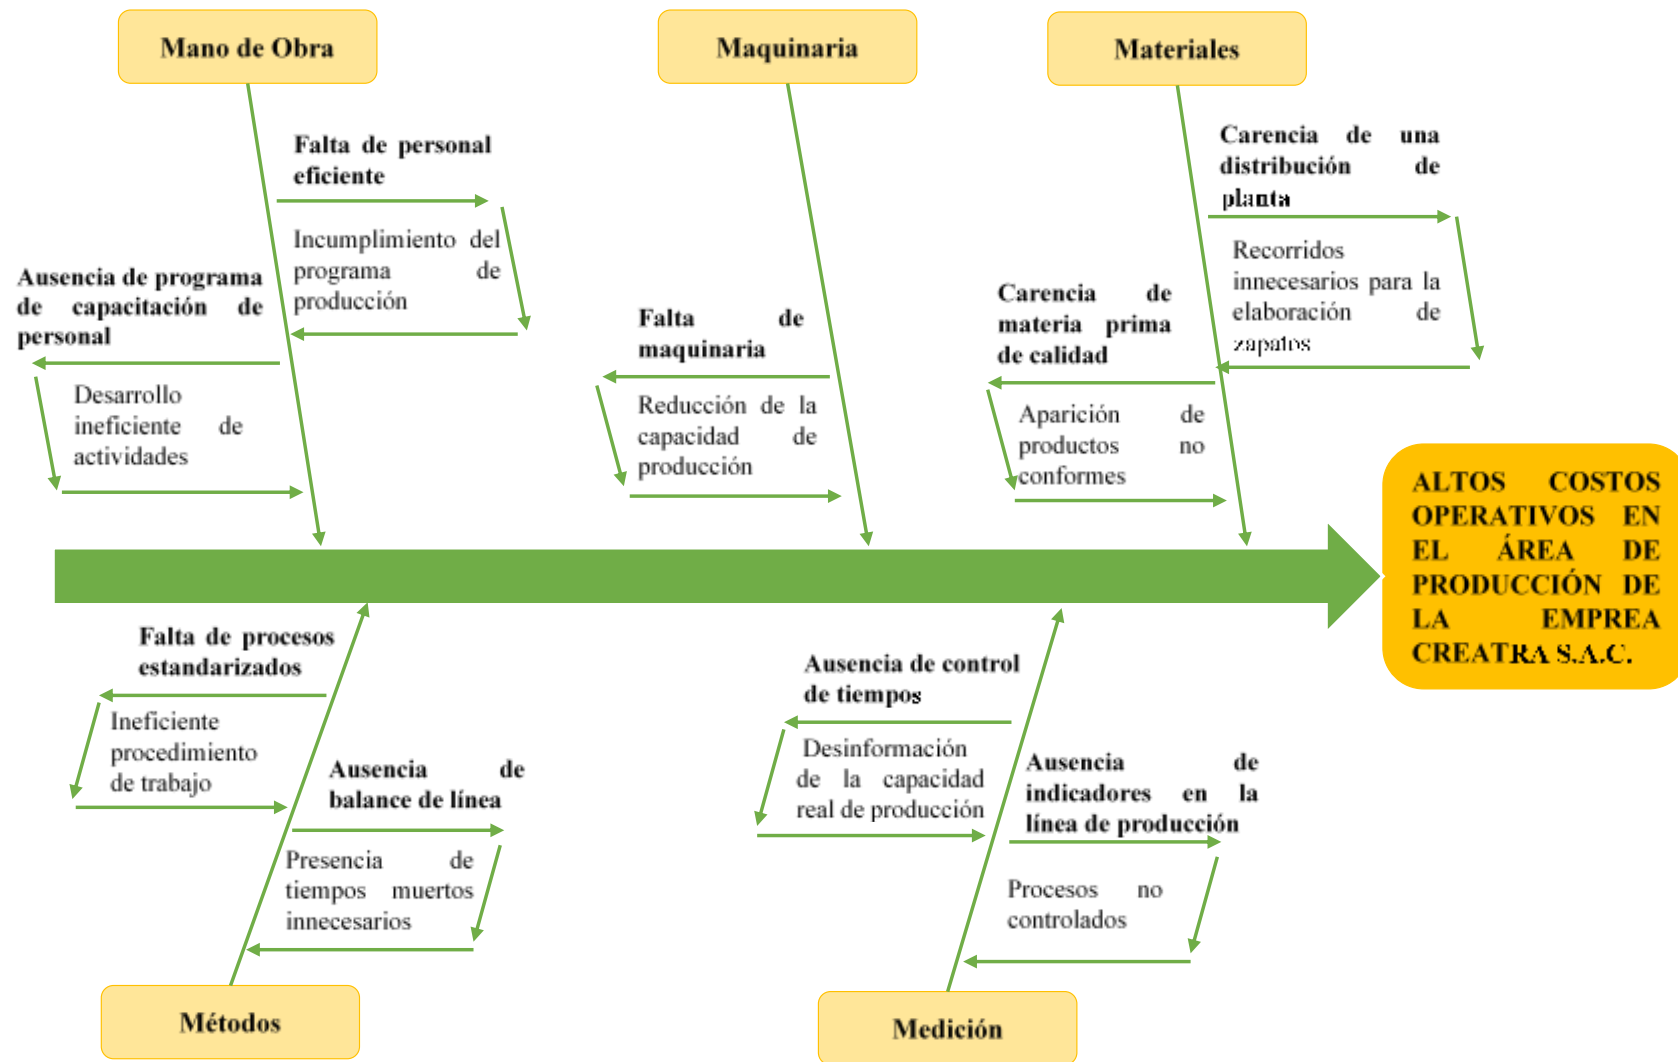 Mano de Obra
Maquinaria
Materiales
Falta de personal
eficiente
Incumplimiento del
programa de
producción
Ausencia de programa
de capacitación de
personal
Desarrollo
ineficiente de
actividades
Falta de
maquinaria
Reducción de la
capacidad de
producción
Carencia de una
distribución de
planta
Recorridos
innecesarios para la
elaboración de
zapatos
Carencia de
materia prima
de calidad
Aparición de
productos no
conformes
ALTOS COSTOS
OPERATIVOS EN
EL ÁREA DE
PRODUCCIÓN DE
LA EMPREA
CREATRA S.A.C.
Falta de procesos
estandarizados
Ineficiente
procedimiento
de trabajo
Ausencia de
balance de línea
Presencia de
tiempos muertos
innecesarios
Ausencia de control
de tiempos
Desinformación
de la capacidad
real de producción
Ausencia de
indicadores en la
línea de producción
Procesos no
controlados
Métodos
Medición